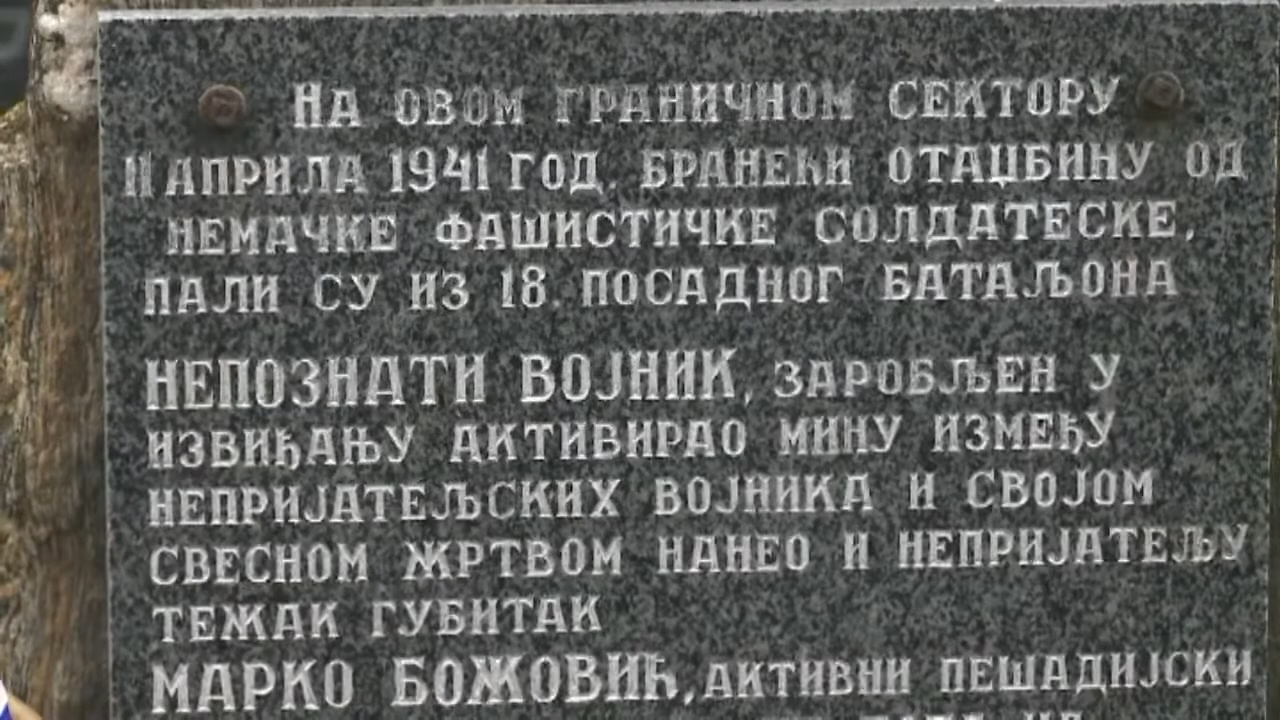 На овом граничном сектору
11 априла 1941 год. бранећи отаџбину од
немачке фашистичке солдатеске,
пали су из 18. посадног батаљона
НЕПОЗНАТИ ВОЈНИК, заробљен у
извиђању активирао мину између
непријатељских војника и својом
свесном жртвом нанео и непријатељу
тежак губитак
МАРКО БОЖОВИЋ, активни пешадијски